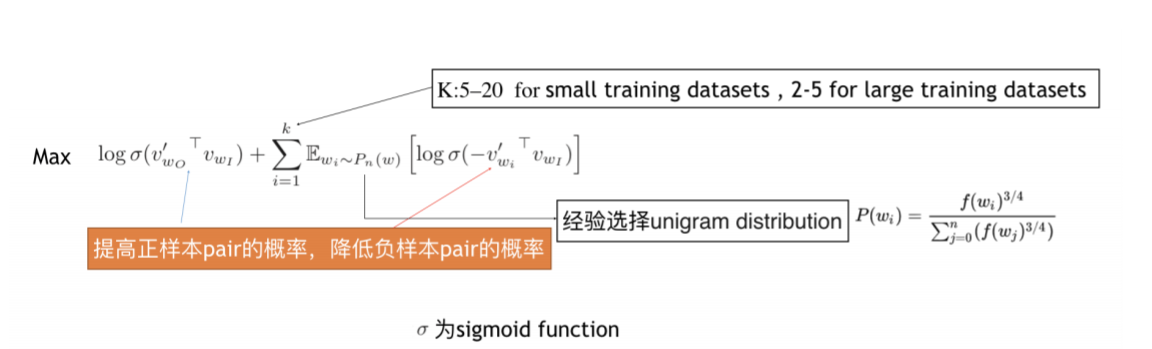 K:5–20 for small training datasets , 2-5 for large training datasets
Max $\log \sigma({v'_{w_O}}^{\top} v_{w_I}) + \sum_{i=1}^{k} \mathbb{E}_{w_i \sim P_n(w)} \left[ \log \sigma(-{v'_{w_i}}^{\top} v_{w_I}) \right]$
经验选择unigram distribution $P(w_i) = \frac{f(w_i)^{3/4}}{\sum_{j=0}^{n} (f(w_j)^{3/4})}$
提高正样本pair的概率，降低负样本pair的概率
σ 为sigmoid function